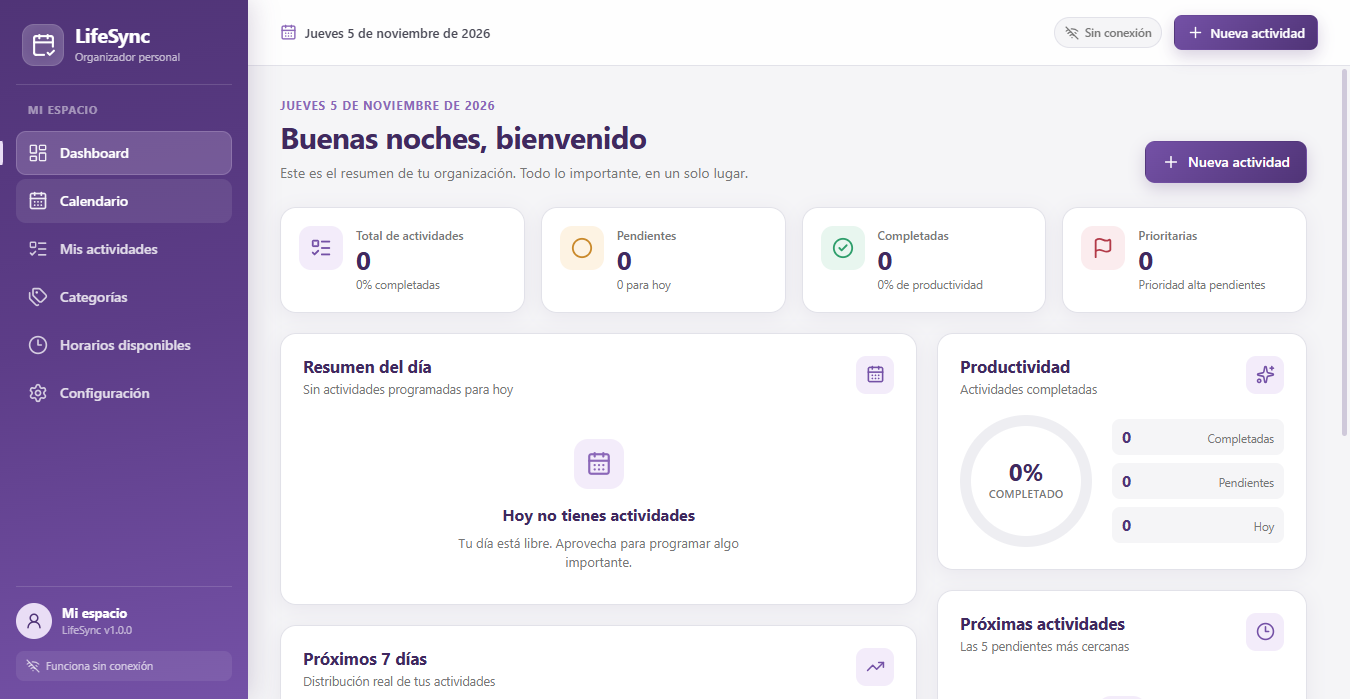 LifeSync
Organizador personal
MI ESPACIO
Dashboard
Calendario
Mis actividades
Categorías
Horarios disponibles
Configuración
Mi espacio
LifeSync v1.0.0
Funciona sin conexión
Jueves 5 de noviembre de 2026
Sin conexión
Nueva actividad
JUEVES 5 DE NOVIEMBRE DE 2026
Buenas noches, bienvenido
Este es el resumen de tu organización. Todo lo importante, en un solo lugar.
Nueva actividad
Total de actividades
0
0% completadas
Pendientes
0
0 para hoy
Completadas
0
0% de productividad
Prioritarias
0
Prioridad alta pendientes
Resumen del día
Sin actividades programadas para hoy
Hoy no tienes actividades
Tu día está libre. Aprovecha para programar algo
importante.
Productividad
Actividades completadas
0%
COMPLETADO
0 Completadas
0 Pendientes
0 Hoy
Próximos 7 días
Distribución real de tus actividades
Próximas actividades
Las 5 pendientes más cercanas